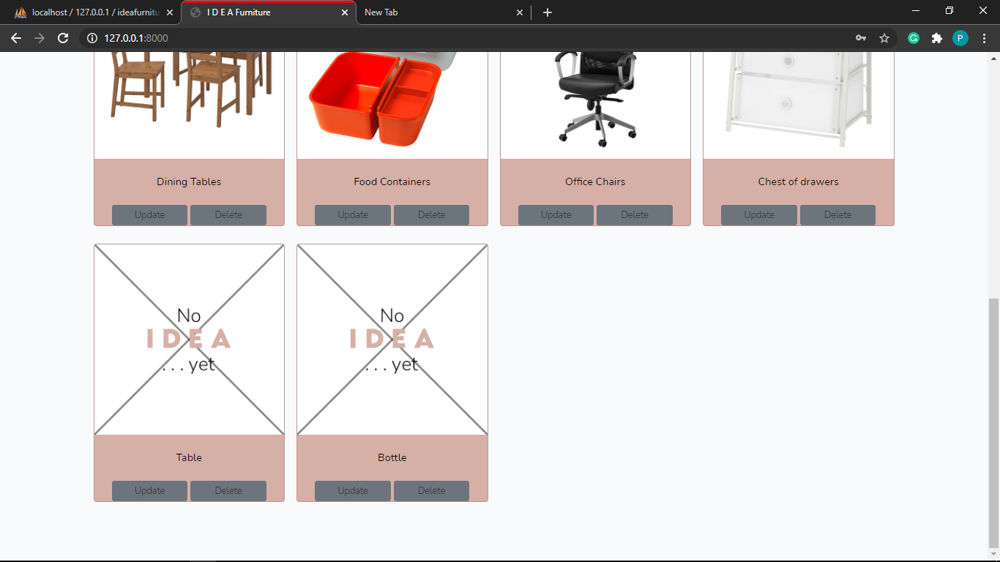 localhost / 127.0.0.1 / ideafurnitu
I D E A Furniture
New Tab
127.0.0.1:8000
G
P
Dining Tables
Food Containers
Office Chairs
Chest of drawers
Update Delete
Update Delete
Update Delete
Update Delete
No
IDEA
. . . yet
No
IDEA
. . . yet
Table
Bottle
Update Delete
Update Delete